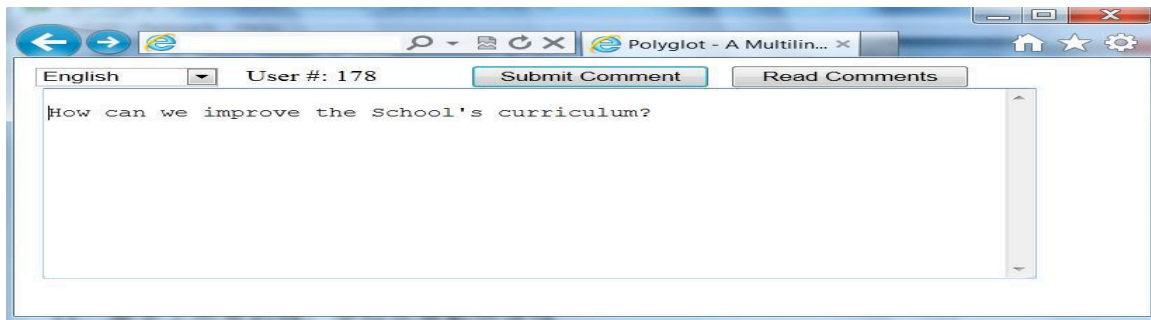 Polyglot - A Multilin...
English User #: 178 Submit Comment Read Comments
How can we improve the School's curriculum?